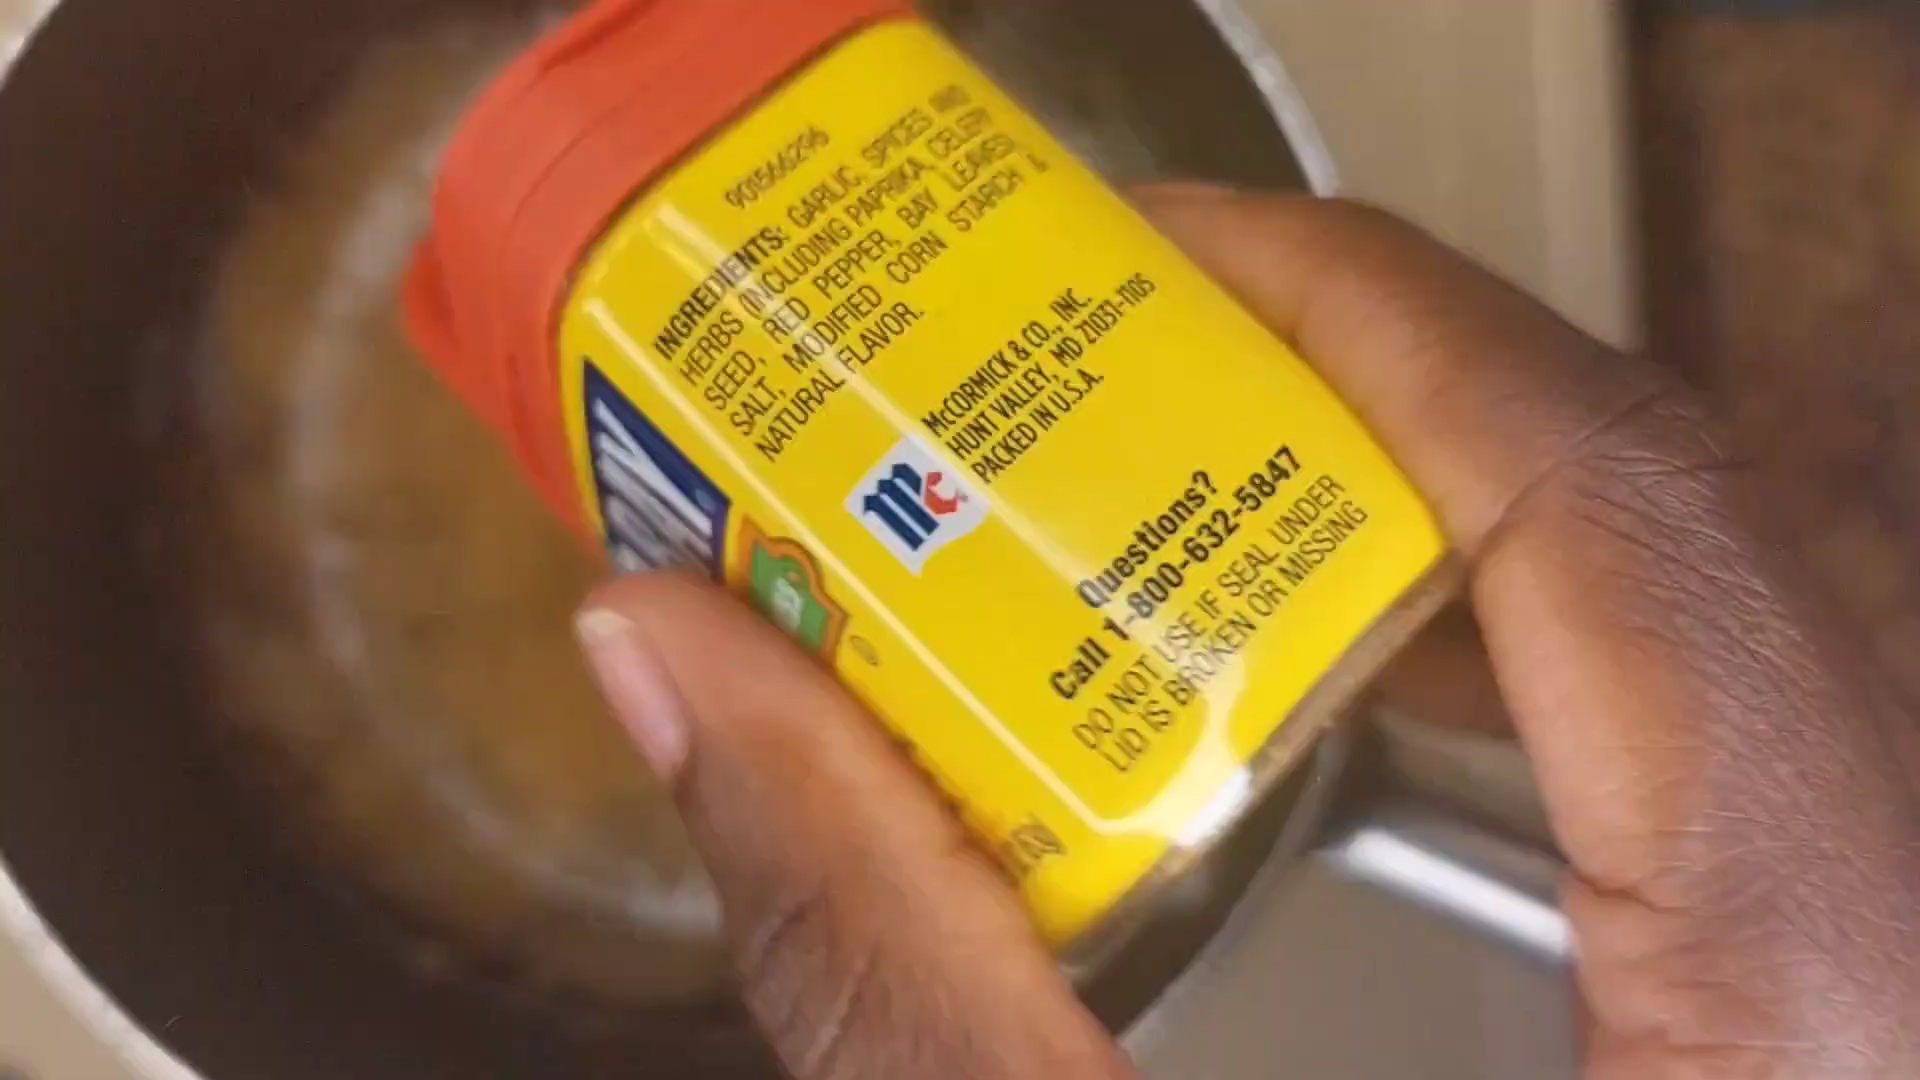 901566296
INGREDIENTS: GARLIC, SPICES AND
HERBS (INCLUDING PAPRIKA, CELERY
SEED, RED PEPPER, BAY LEAVES),
SALT, MODIFIED CORN STARCH &
NATURAL FLAVOR.
McCORMICK & CO., INC.
HUNT VALLEY, MD 21031-1105
PACKED IN U.S.A.
Mc
Questions?
Call 1-800-632-5847
DO NOT USE IF SEAL UNDER
LID IS BROKEN OR MISSING